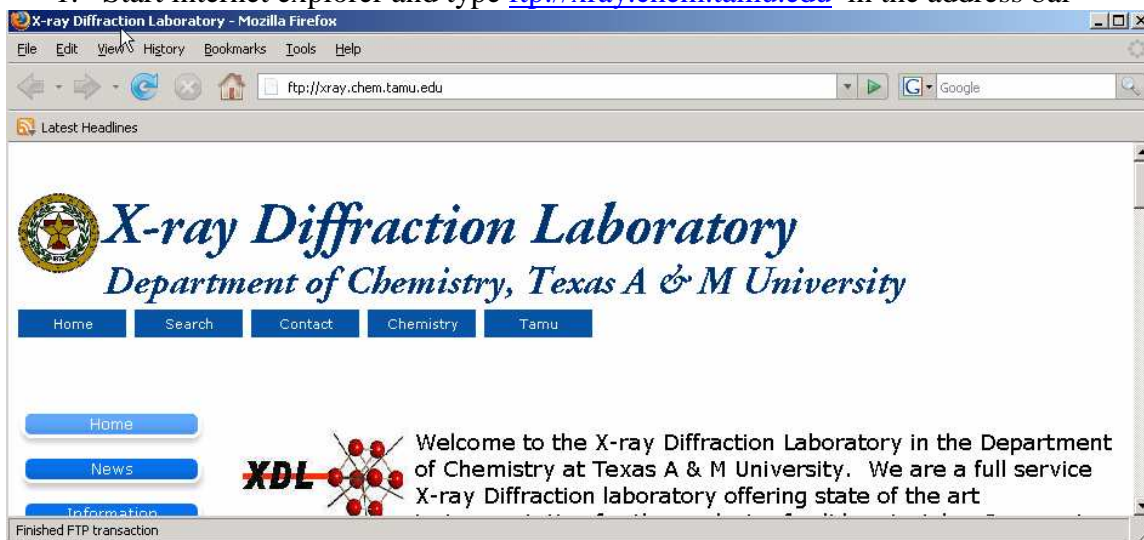 1. Start internet explorer and type ftp://xray.chem.tamu.edu in the address bar
X-ray Diffraction Laboratory - Mozilla Firefox
File Edit View History Bookmarks Tools Help
ftp://xray.chem.tamu.edu
G Google
Latest Headlines
X-ray Diffraction Laboratory
Department of Chemistry, Texas A & M University
Home Search Contact Chemistry Tamu
Home
News
Information
XDL
Welcome to the X-ray Diffraction Laboratory in the Department
of Chemistry at Texas A & M University. We are a full service
X-ray Diffraction laboratory offering state of the art
Finished FTP transaction